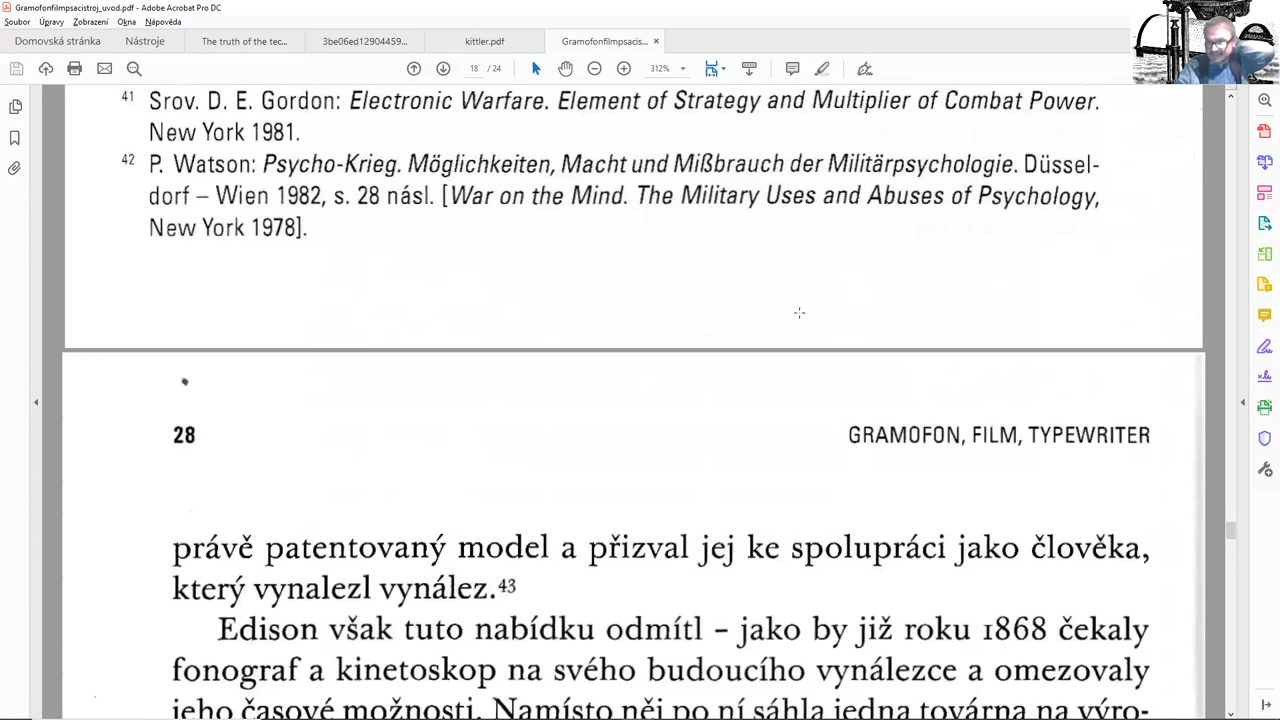 Gramofonfilmpsacistroj_uvod.pdf - Adobe Acrobat Pro DC
Soubor Úpravy Zobrazení Okna Nápověda
Domovská stránka Nástroje The truth of the tec... 3be06ed12904459... kittler.pdf Gramofonfilmpsacis... ×
18 / 24 312%
41 Srov. D. E. Gordon: Electronic Warfare. Element of Strategy and Multiplier of Combat Power.
New York 1981.
42 P. Watson: Psycho-Krieg. Möglichkeiten, Macht und Mißbrauch der Militärpsychologie. Düssel-
dorf – Wien 1982, s. 28 násl. [War on the Mind. The Military Uses and Abuses of Psychology,
New York 1978].
28 GRAMOFON, FILM, TYPEWRITER
právě patentovaný model a přizval jej ke spolupráci jako člověka,
který vynalezl vynález.43
Edison však tuto nabídku odmítl – jako by již roku 1868 čekaly
fonograf a kinetoskop na svého budoucího vynálezce a omezovaly
jeho časové možnosti. Namísto něj po ní sáhla jedna továrna na výro-